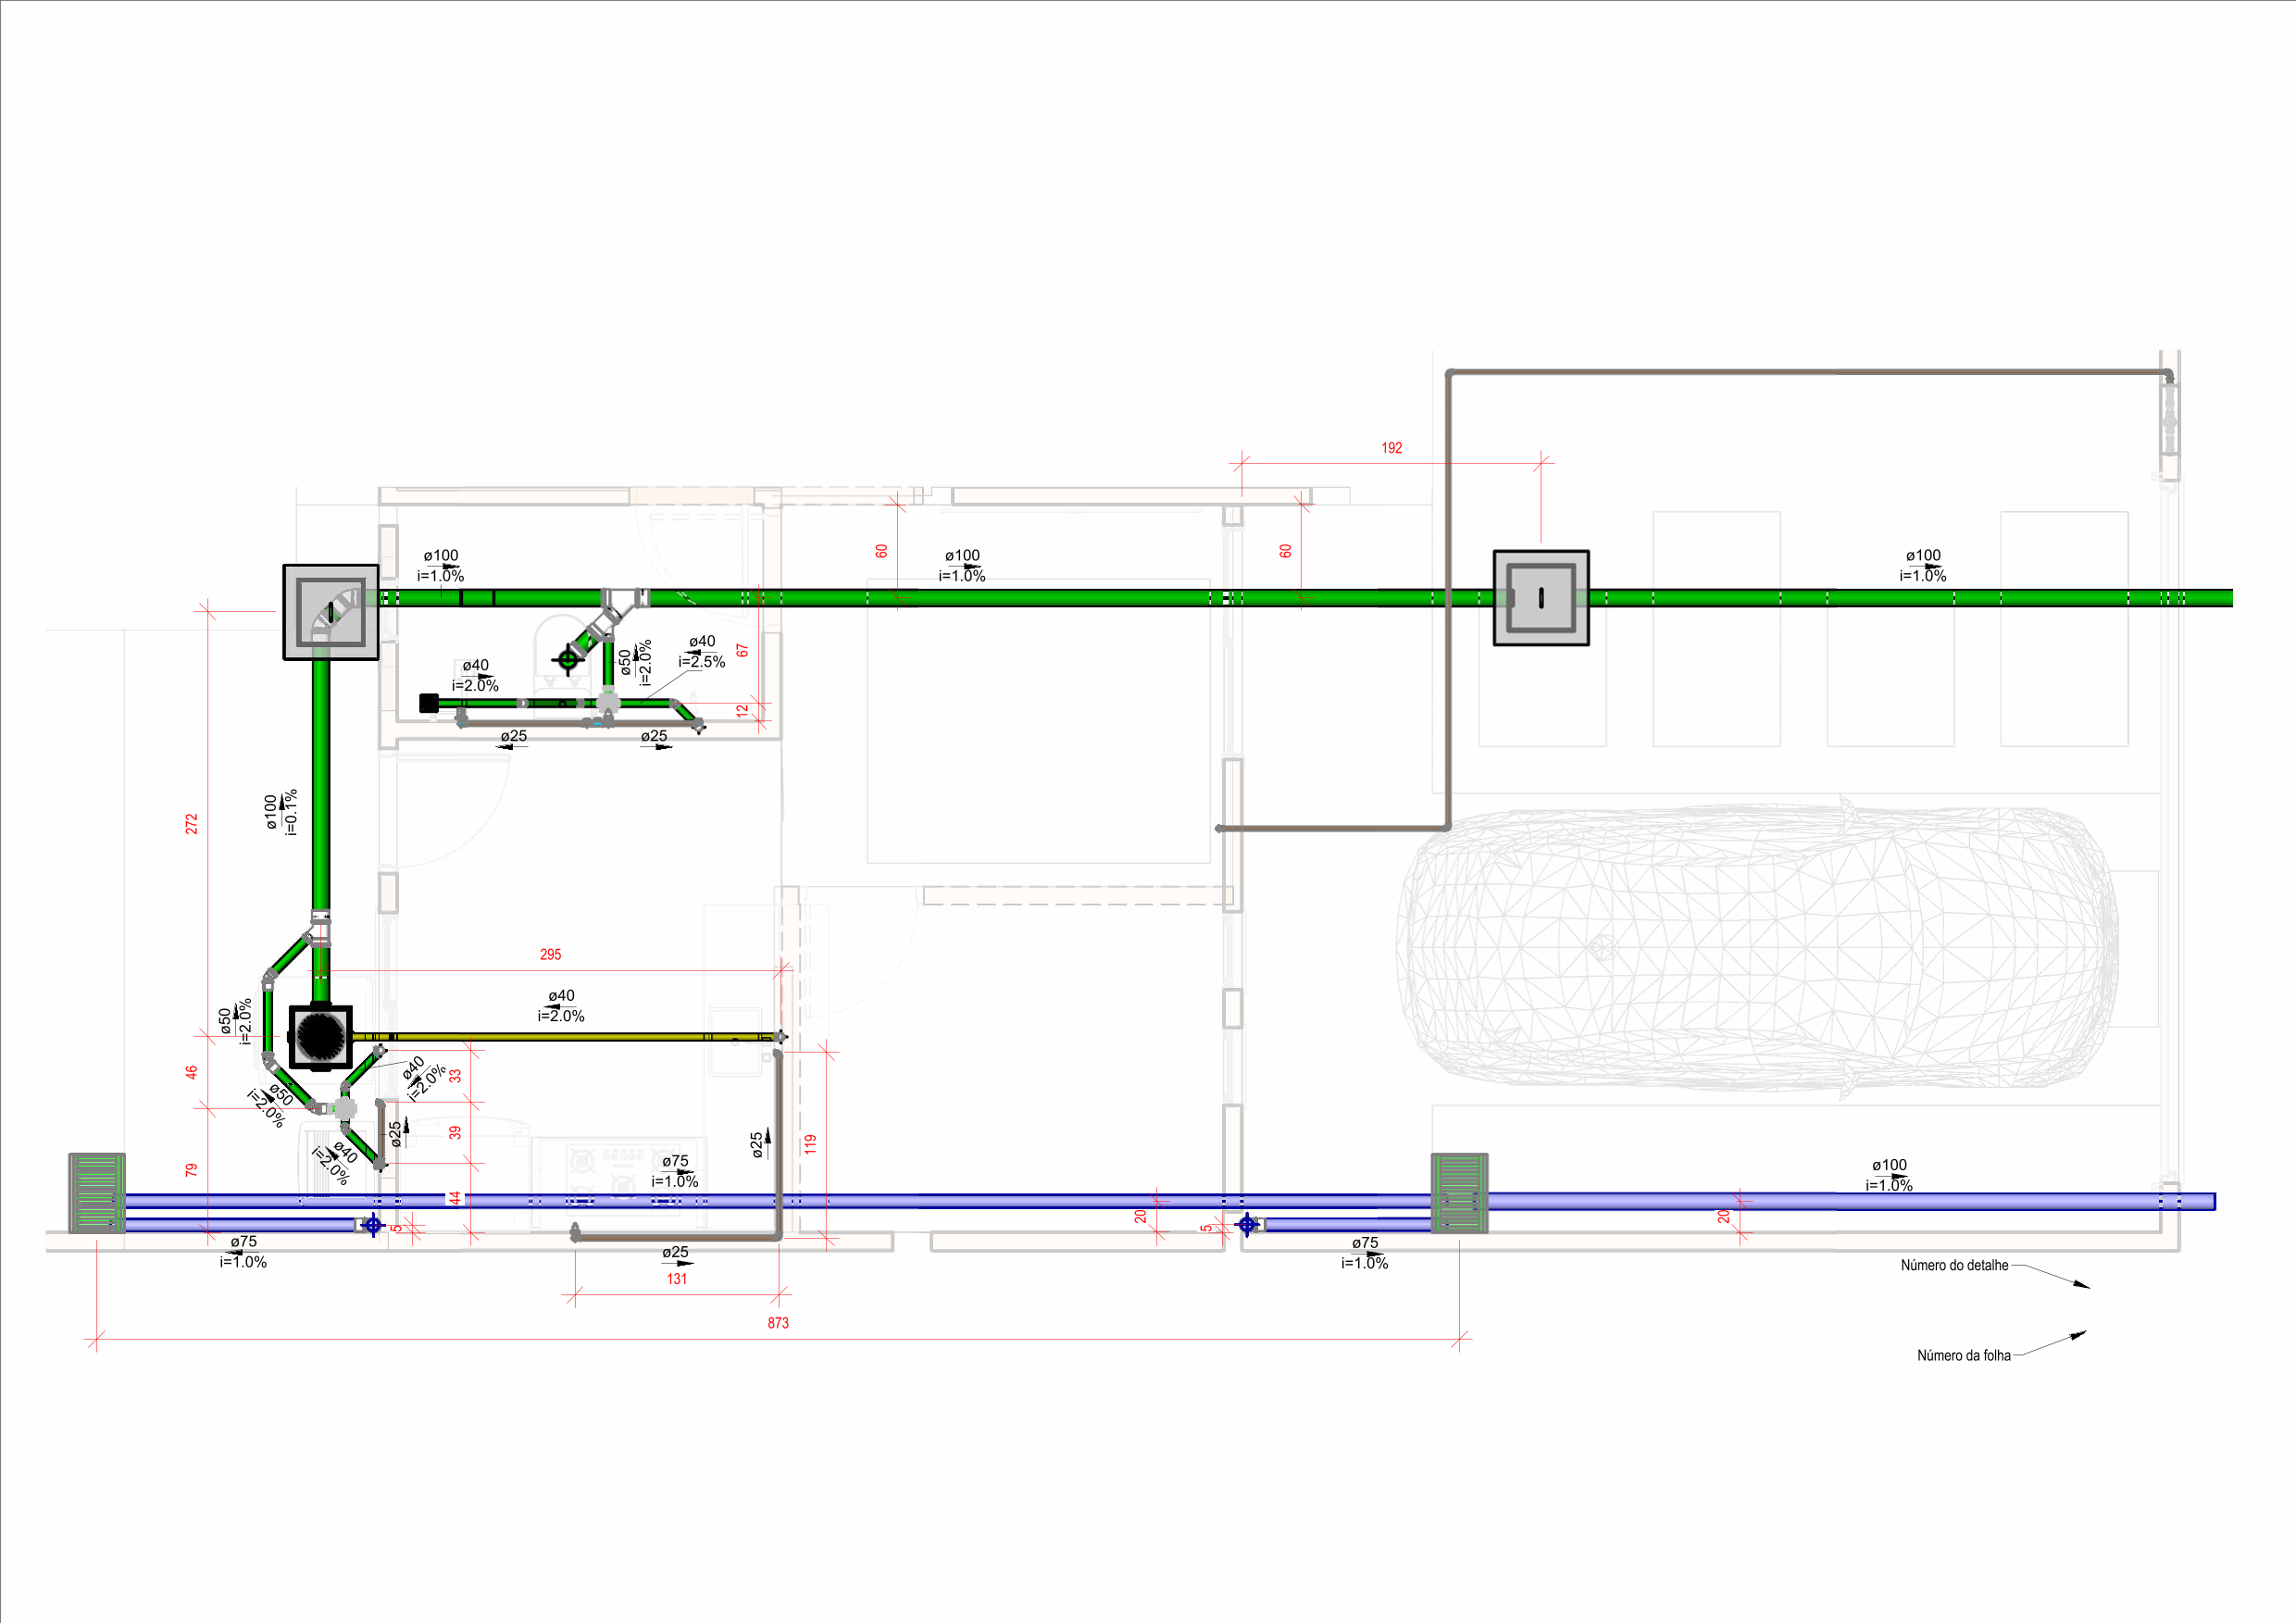 192
ø100
i=1.0%
60
ø100
i=1.0%
60
ø100
i=1.0%
ø40
i=2.0%
ø50
i=2.0%
ø40
i=2.5%
67
12
ø25
ø25
272
ø100
i=0.1%
295
ø40
i=2.0%
ø50
i=2.0%
46
ø50
i=2.0%
ø40
i=2.0%
33
39
ø25
ø40
i=2.0%
79
44
5
ø25
119
ø75
i=1.0%
20
5
ø100
i=1.0%
20
ø75
i=1.0%
ø25
131
ø75
i=1.0%
873
Número do detalhe
Número da folha